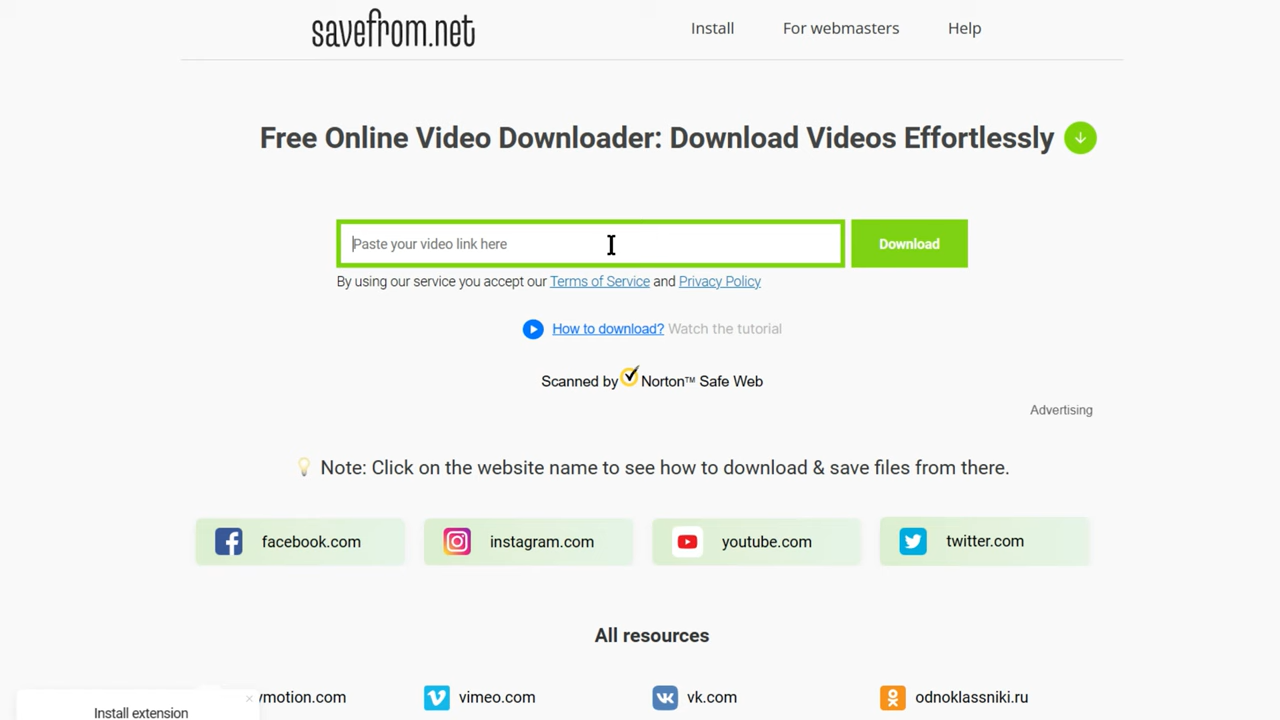 savefrom.net
Install For webmasters Help
Free Online Video Downloader: Download Videos Effortlessly
Paste your video link here Download
By using our service you accept our Terms of Service and Privacy Policy
How to download? Watch the tutorial
Scanned by Norton™ Safe Web
Advertising
Note: Click on the website name to see how to download & save files from there.
facebook.com instagram.com youtube.com twitter.com
All resources
ymotion.com vimeo.com vk.com odnoklassniki.ru
Install extension